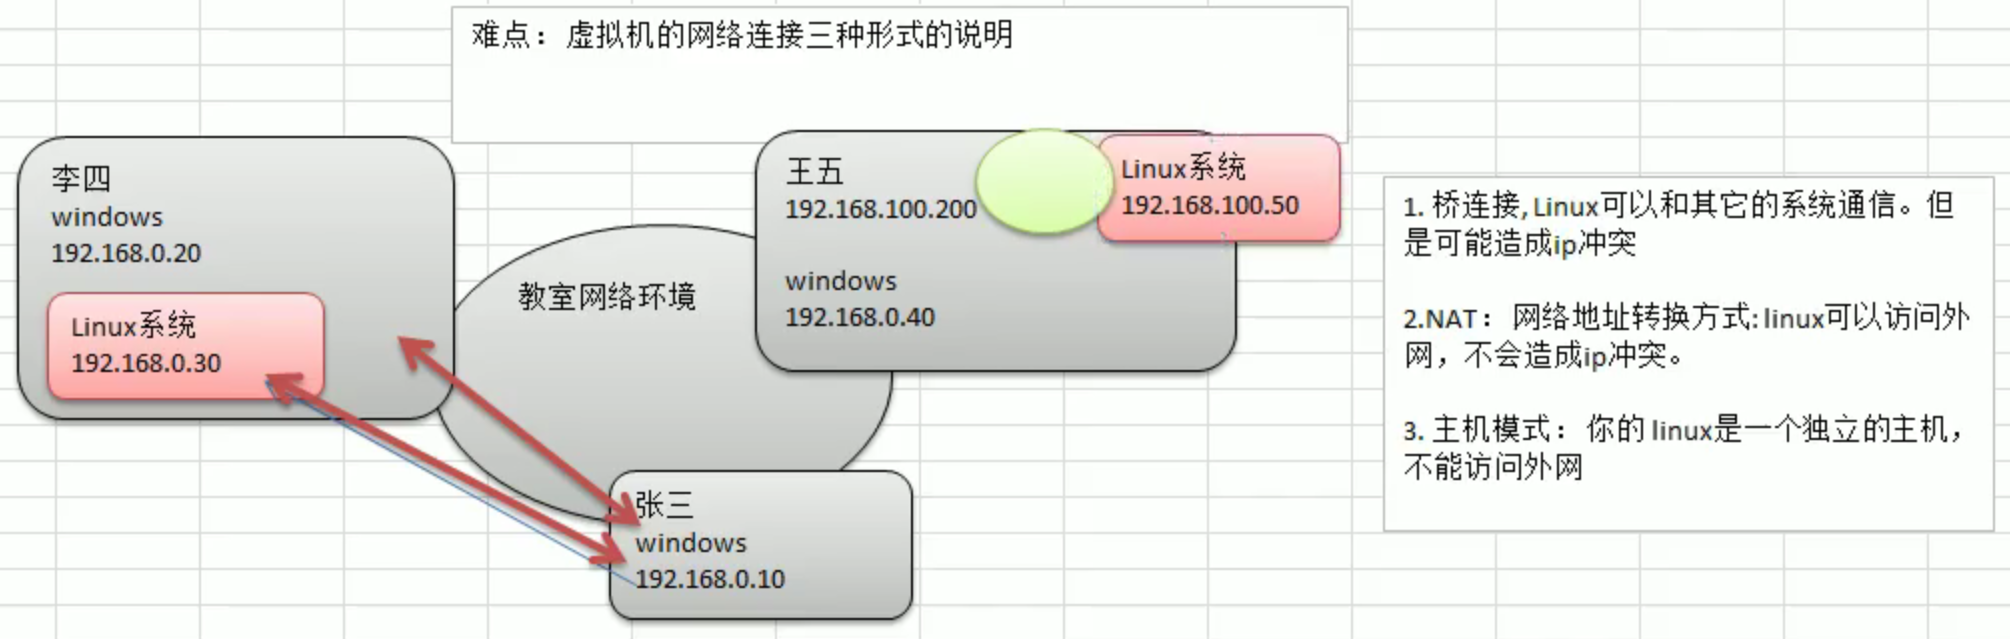 难点：虚拟机的网络连接三种形式的说明
李四
windows
192.168.0.20
Linux系统
192.168.0.30
教室网络环境
王五
192.168.100.200
windows
192.168.0.40
Linux系统
192.168.100.50
张三
windows
192.168.0.10
1. 桥连接,Linux可以和其它的系统通信。但
是可能造成ip冲突
2.NAT：网络地址转换方式:linux可以访问外
网，不会造成ip冲突。
3. 主机模式：你的 linux是一个独立的主机，
不能访问外网